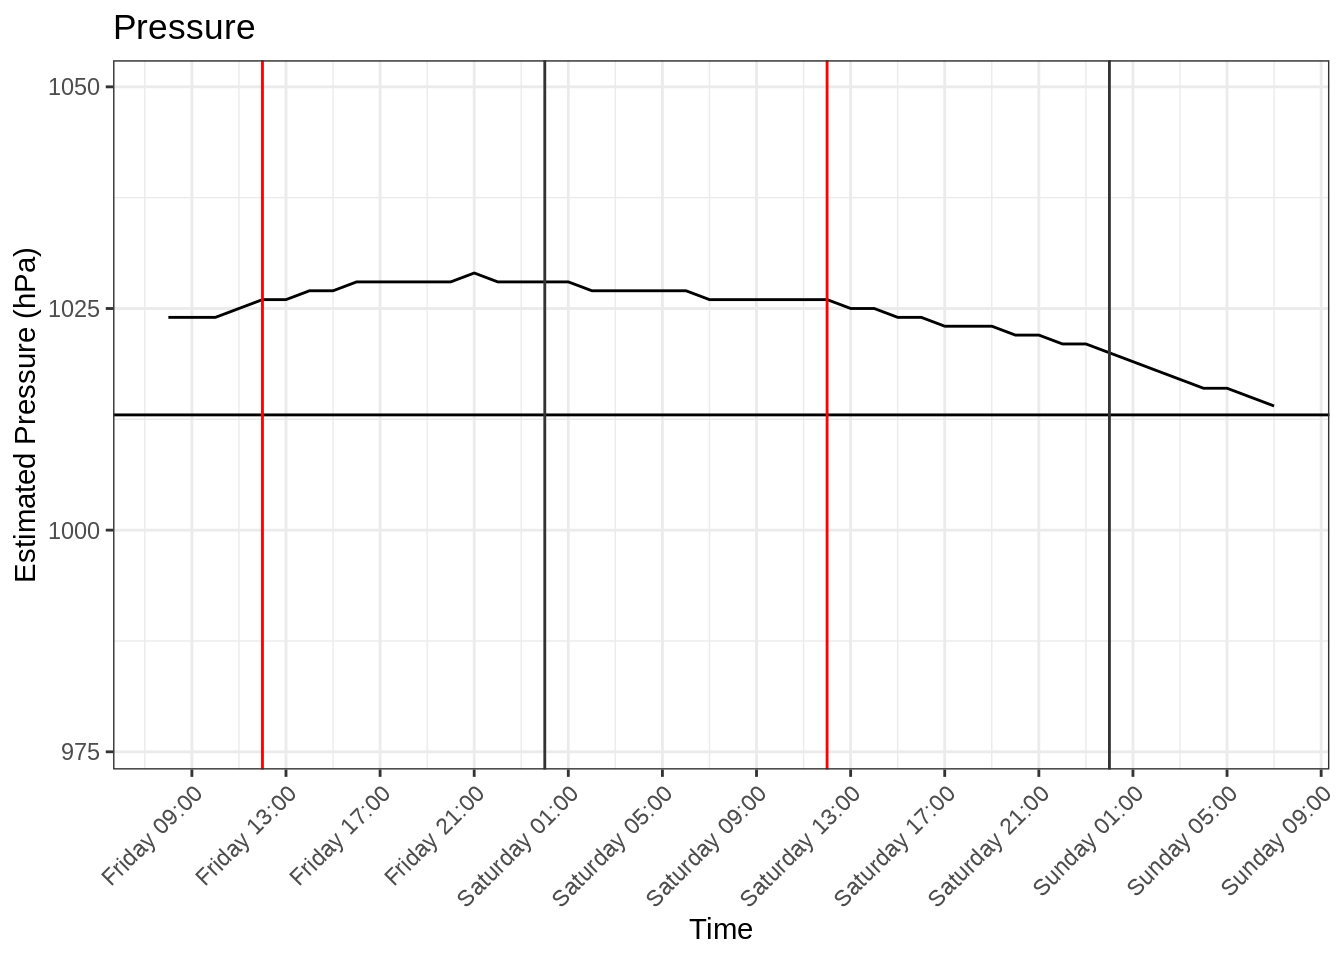 Pressure
Estimated Pressure (hPa)
1050
1025
1000
975
Friday 09:00
Friday 13:00
Friday 17:00
Friday 21:00
Saturday 01:00
Saturday 05:00
Saturday 09:00
Saturday 13:00
Saturday 17:00
Saturday 21:00
Sunday 01:00
Sunday 05:00
Sunday 09:00
Time